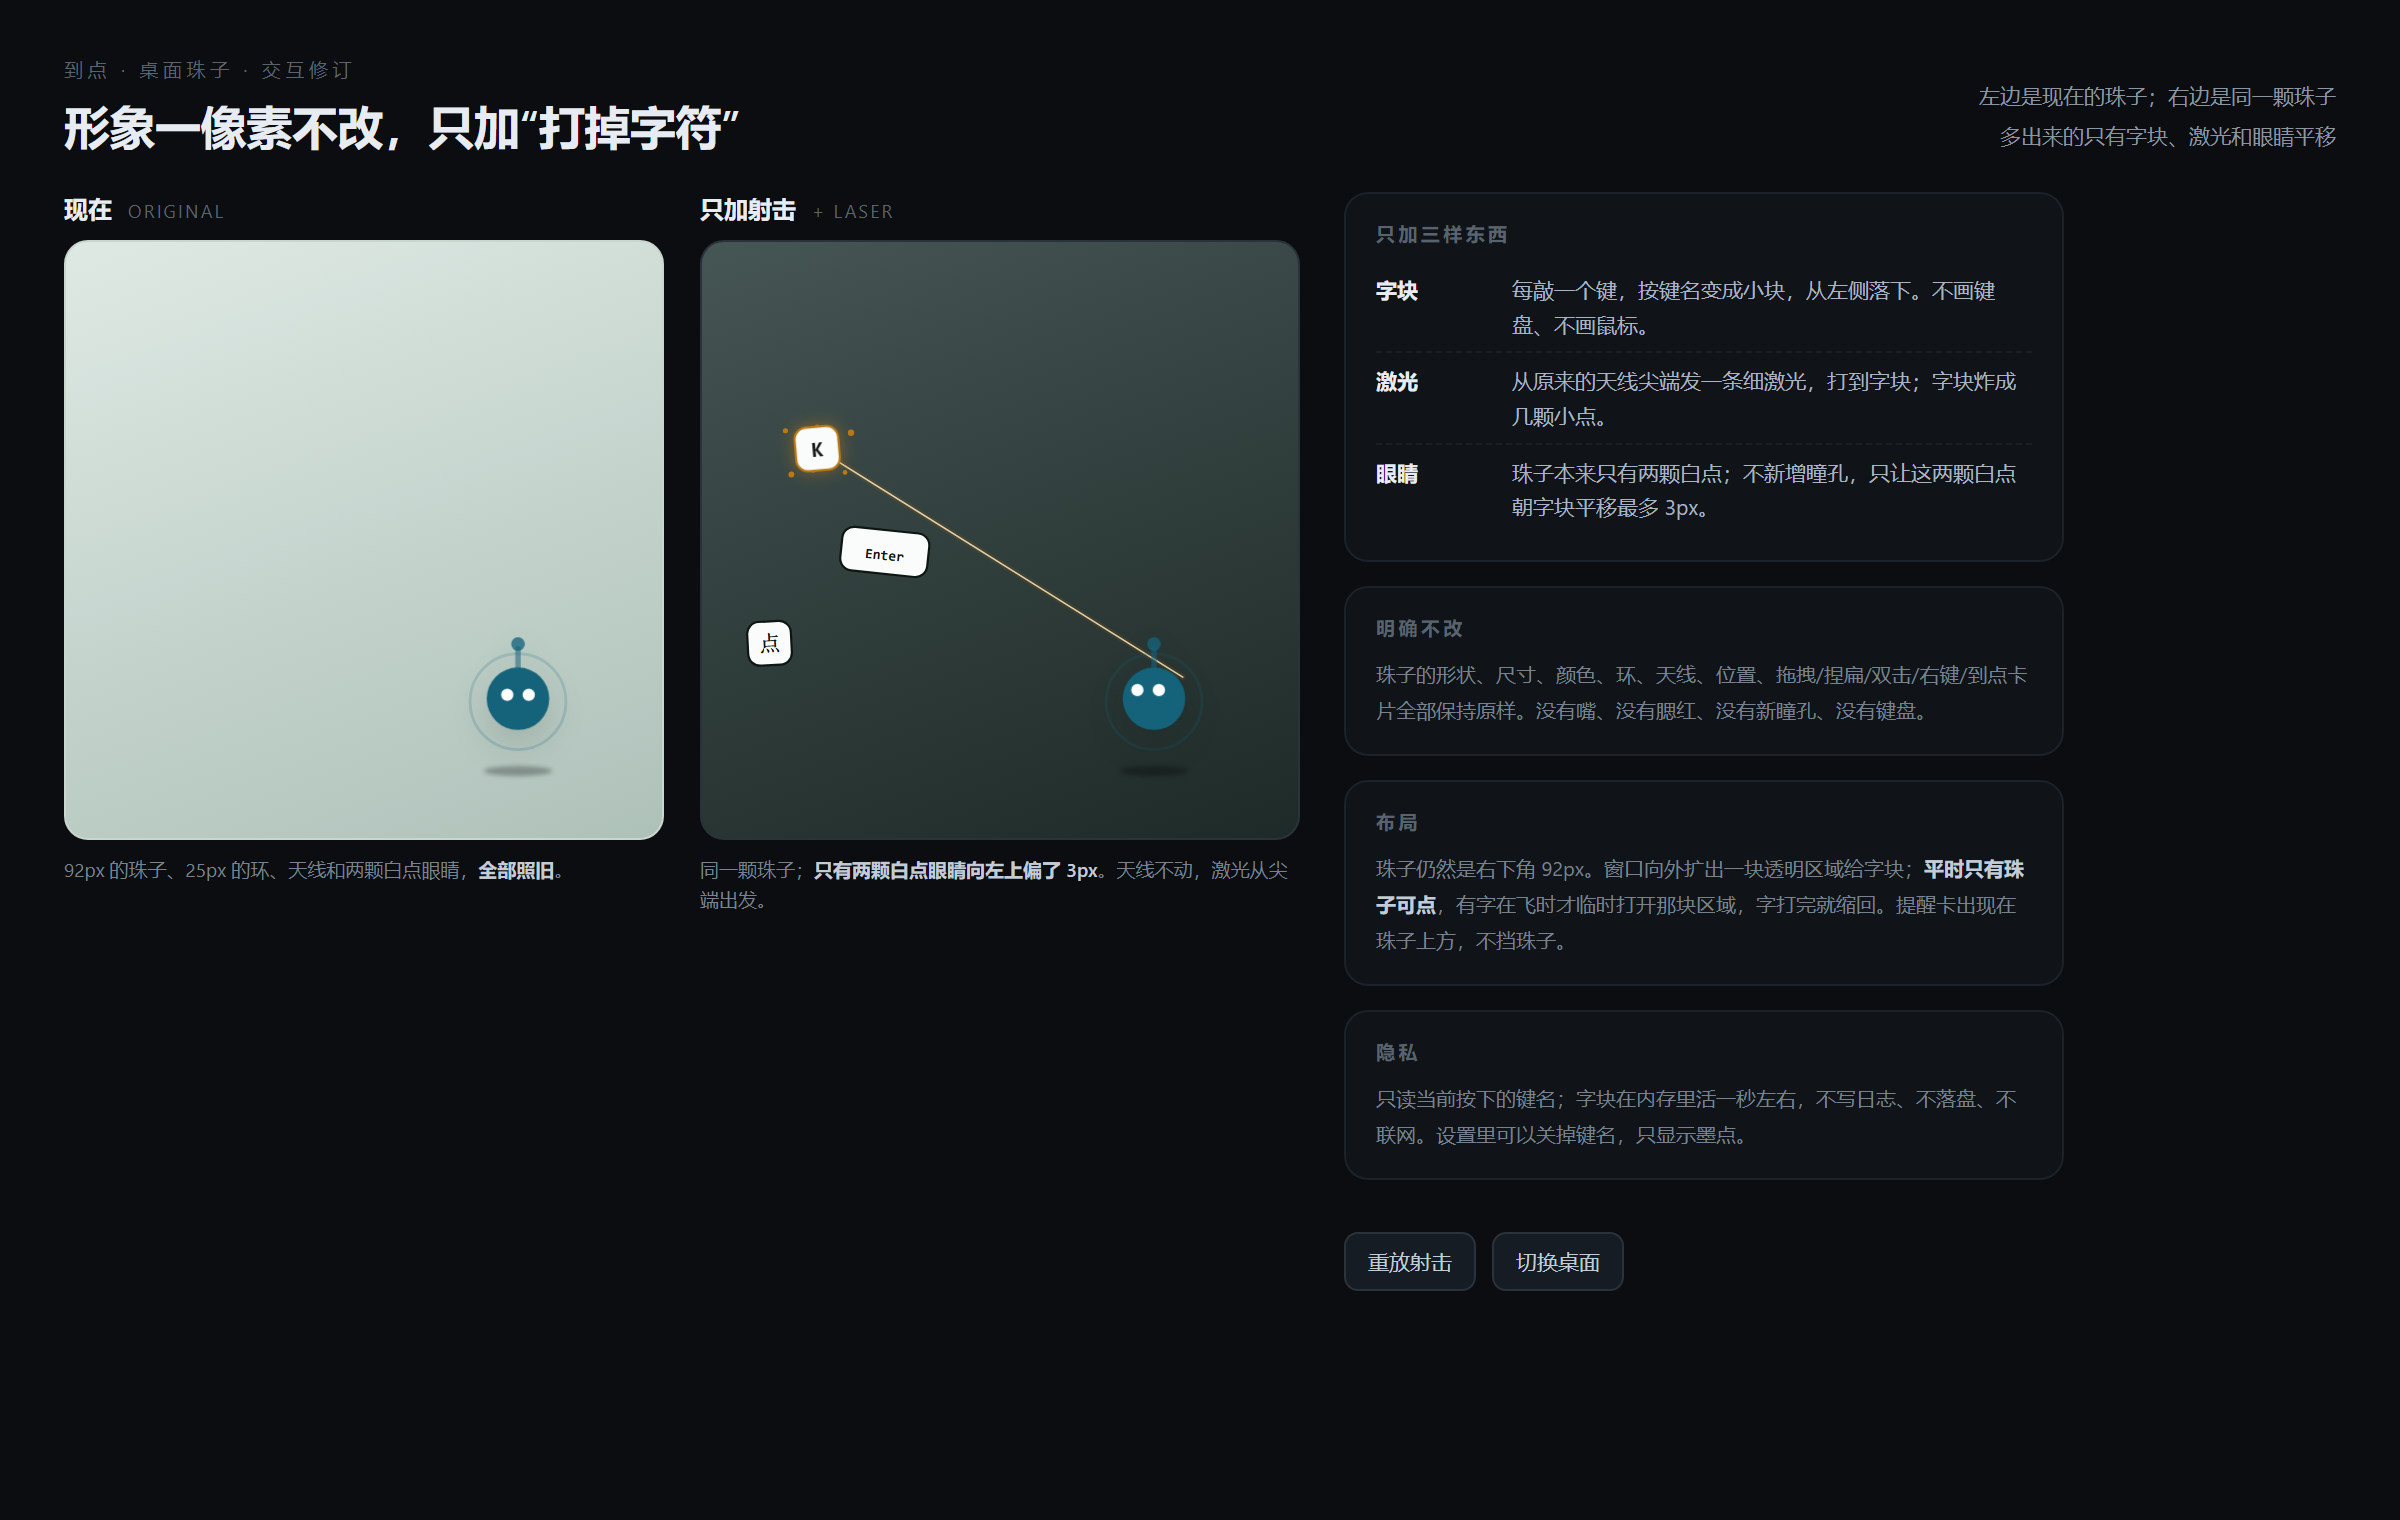 到点 · 桌面珠子 · 交互修订
形象一像素不改，只加“打掉字符”
左边是现在的珠子；右边是同一颗珠子
多出来的只有字块、激光和眼睛平移
现在 ORIGINAL
92px 的珠子、25px 的环、天线和两颗白点眼睛，全部照旧。
只加射击 + LASER
K
Enter
点
同一颗珠子；只有两颗白点眼睛向左上偏了 3px。天线不动，激光从尖
端出发。
只加三样东西
字块 每敲一个键，按键名变成小块，从左侧落下。不画键
盘、不画鼠标。
激光 从原来的天线尖端发一条细激光，打到字块；字块炸成
几颗小点。
眼睛 珠子本来只有两颗白点；不新增瞳孔，只让这两颗白点
朝字块平移最多 3px。
明确不改
珠子的形状、尺寸、颜色、环、天线、位置、拖拽/捏扁/双击/右键/到点卡
片全部保持原样。没有嘴、没有腮红、没有新瞳孔、没有键盘。
布局
珠子仍然是右下角 92px。窗口向外扩出一块透明区域给字块；平时只有珠
子可点，有字在飞时才临时打开那块区域，字打完就缩回。提醒卡出现在
珠子上方，不挡珠子。
隐私
只读当前按下的键名；字块在内存里活一秒左右，不写日志、不落盘、不
联网。设置里可以关掉键名，只显示墨点。
重放射击
切换桌面